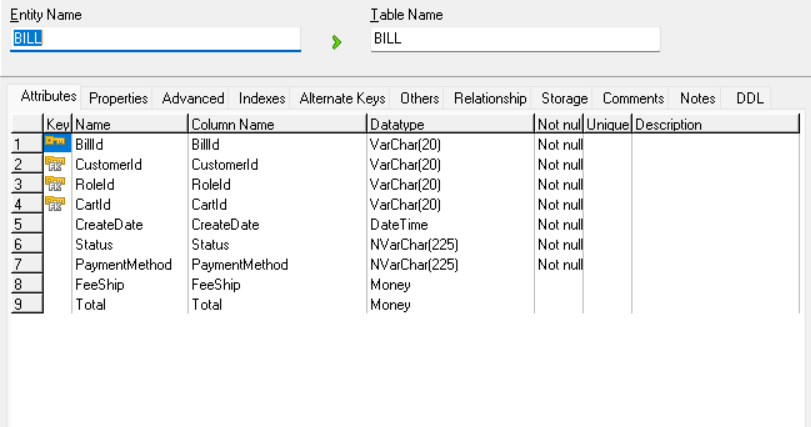 Entity Name Table Name
BILL BILL
Attributes Properties Advanced Indexes Alternate Keys Others Relationship Storage Comments Notes DDL
Key Name Column Name Datatype Not nul Unique Description
1 BillId BillId VarChar(20) Not null
2 FK CustomerId CustomerId VarChar(20) Not null
3 FK RoleId RoleId VarChar(20) Not null
4 FK CartId CartId VarChar(20) Not null
5 CreateDate CreateDate DateTime Not null
6 Status Status NVarChar(225) Not null
7 PaymentMethod PaymentMethod NVarChar(225) Not null
8 FeeShip FeeShip Money
9 Total Total Money